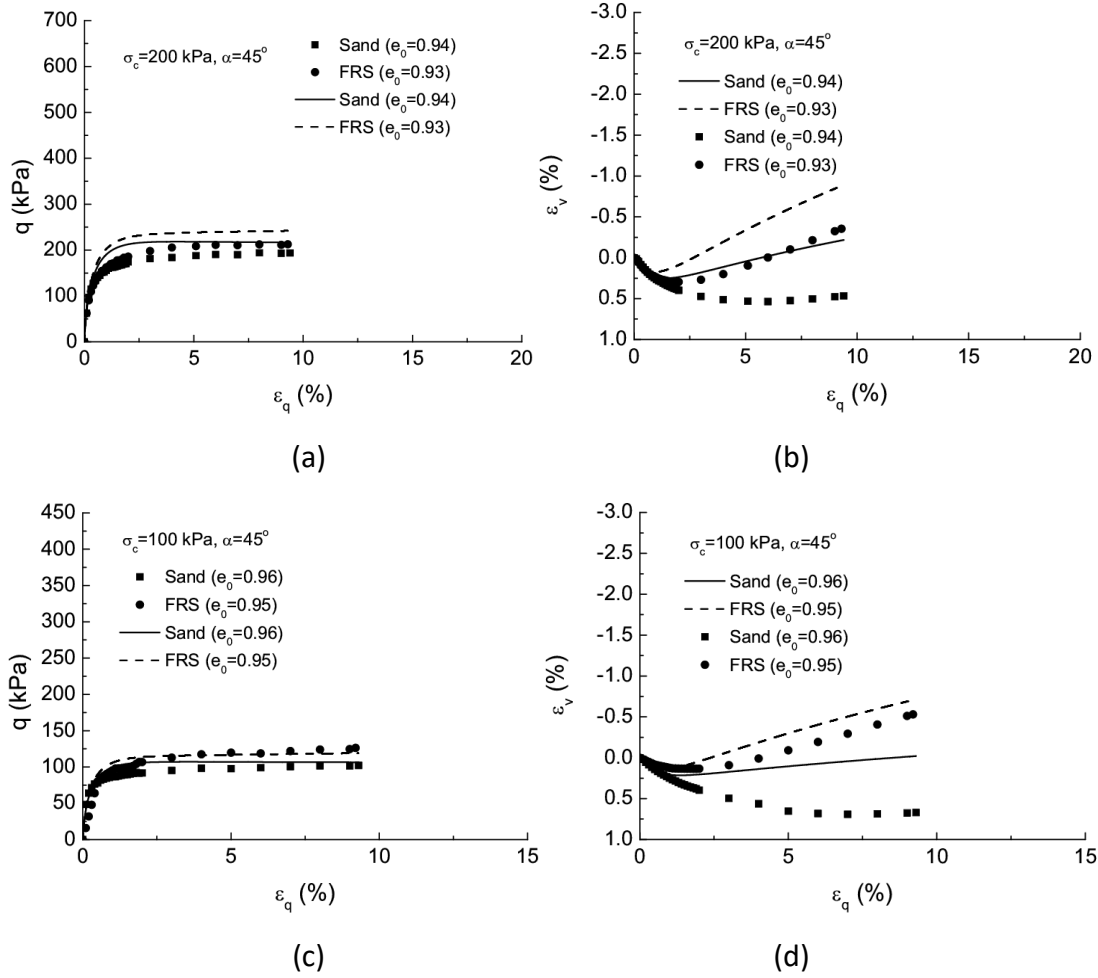 700
600
500
400
300
200
100
0
q (kPa)
σc=200 kPa, α=45°
Sand (e0=0.94)
FRS (e0=0.93)
Sand (e0=0.94)
FRS (e0=0.93)
0 5 10 15 20
εq (%)
(a)
-3.0
-2.5
-2.0
-1.5
-1.0
-0.5
0.0
0.5
1.0
εv (%)
σc=200 kPa, α=45°
Sand (e0=0.94)
FRS (e0=0.93)
Sand (e0=0.94)
FRS (e0=0.93)
0 5 10 15 20
εq (%)
(b)
450
400
350
300
250
200
150
100
50
0
q (kPa)
σc=100 kPa, α=45°
Sand (e0=0.96)
FRS (e0=0.95)
Sand (e0=0.96)
FRS (e0=0.95)
0 5 10 15
εq (%)
(c)
-3.0
-2.5
-2.0
-1.5
-1.0
-0.5
0.0
0.5
1.0
εv (%)
σc=100 kPa, α=45°
Sand (e0=0.96)
FRS (e0=0.95)
Sand (e0=0.96)
FRS (e0=0.95)
0 5 10 15
εq (%)
(d)